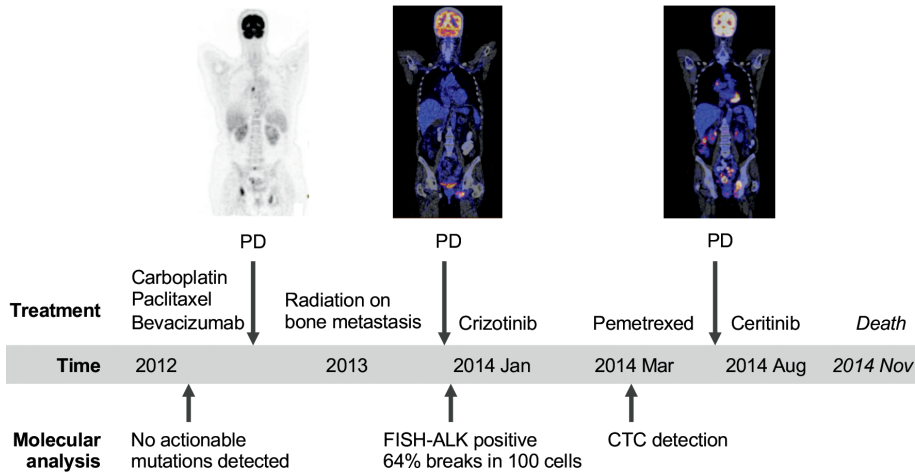 PD
PD
PD
Treatment
Carboplatin
Paclitaxel
Bevacizumab
Radiation on
bone metastasis
Crizotinib
Pemetrexed
Ceritinib
Death
Time
2012
2013
2014 Jan
2014 Mar
2014 Aug
2014 Nov
Molecular
analysis
No actionable
mutations detected
FISH-ALK positive
64% breaks in 100 cells
CTC detection